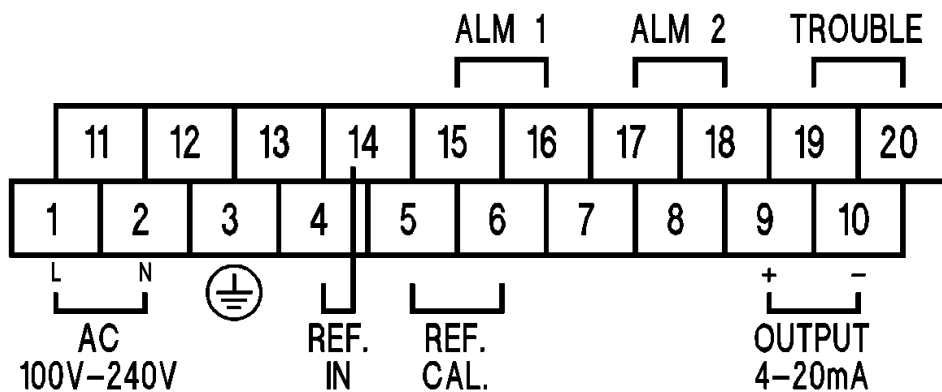 ALM 1 ALM 2 TROUBLE
11 12 13 14 15 16 17 18 19 20
1 2 3 4 5 6 7 8 9 10
L N + −
AC REF. REF. OUTPUT
100V−240V IN CAL. 4−20mA